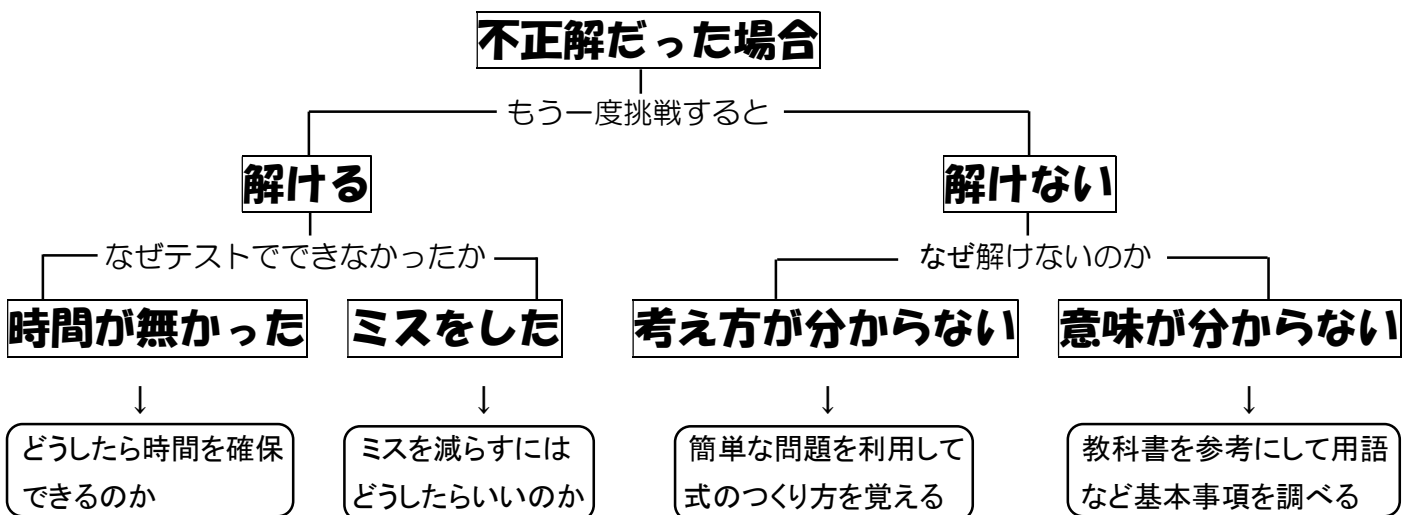 不正解だった場合
もう一度挑戦すると
解ける
解けない
なぜテストでできなかったか
なぜ解けないのか
時間が無かった
ミスをした
考え方が分からない
意味が分からない
↓
↓
↓
↓
どうしたら時間を確保
できるのか
ミスを減らすには
どうしたらいいのか
簡単な問題を利用して
式のつくり方を覚える
教科書を参考にして用語
など基本事項を調べる